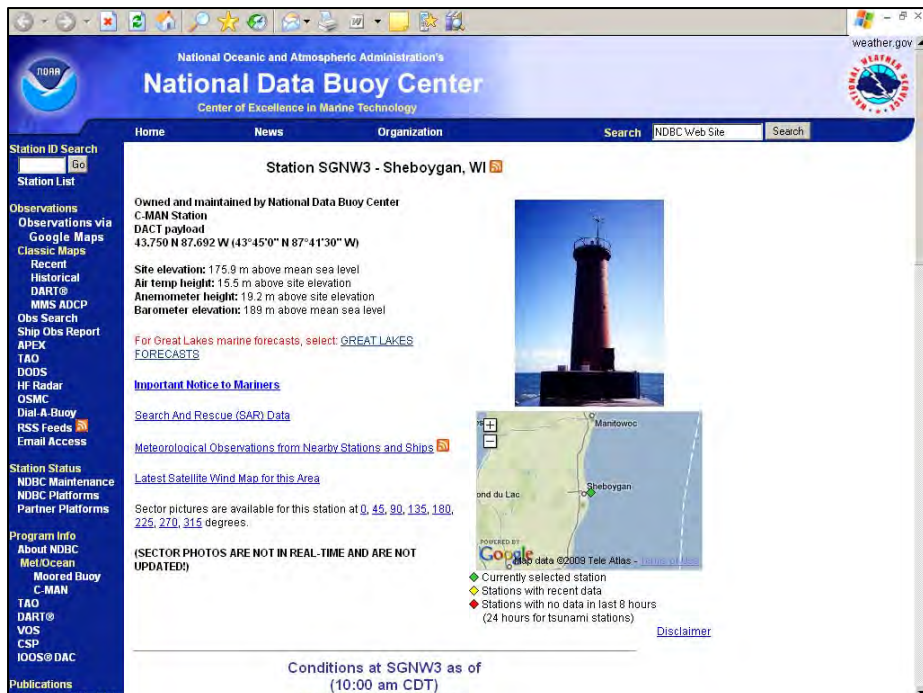 weather.gov
NOAA
National Oceanic and Atmospheric Administration's
National Data Buoy Center
Center of Excellence in Marine Technology
NATIONAL WEATHER SERVICE
Home News Organization Search NDBC Web Site Search
Station ID Search
Go
Station List
Observations
Observations via
Google Maps
Classic Maps
Recent
Historical
DART®
MMS ADCP
Obs Search
Ship Obs Report
APEX
TAO
DODS
HF Radar
OSMC
Dial-A-Buoy
RSS Feeds
Email Access
Station Status
NDBC Maintenance
NDBC Platforms
Partner Platforms
Program Info
About NDBC
Met/Ocean
Moored Buoy
C-MAN
TAO
DART®
VOS
CSP
IOOS® DAC
Publications
Station SGNW3 - Sheboygan, WI
Owned and maintained by National Data Buoy Center
C-MAN Station
DACT payload
43.750 N 87.692 W (43°45'0" N 87°41'30" W)
Site elevation: 175.9 m above mean sea level
Air temp height: 15.5 m above site elevation
Anemometer height: 19.2 m above site elevation
Barometer elevation: 189 m above mean sea level
For Great Lakes marine forecasts, select: GREAT LAKES
FORECASTS
Important Notice to Mariners
Search And Rescue (SAR) Data
Meteorological Observations from Nearby Stations and Ships
Latest Satellite Wind Map for this Area
Sector pictures are available for this station at 0, 45, 90, 135, 180,
225, 270, 315 degrees.
(SECTOR PHOTOS ARE NOT IN REAL-TIME AND ARE NOT
UPDATED!)
+
Manitowoc
−
Sheboygan
ond du Lac
POWERED BY
Google
Map data ©2009 Tele Atlas - Terms of Use
Currently selected station
Stations with recent data
Stations with no data in last 8 hours
(24 hours for tsunami stations)
Disclaimer
Conditions at SGNW3 as of
(10:00 am CDT)